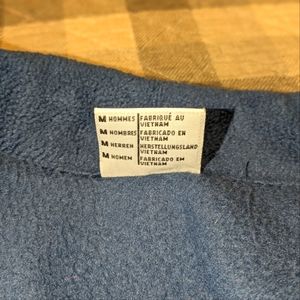 M HOMMES FABRIQUÉ AU VIETNAM
M HOMBRES FABRICADO EN VIETNAM
M HERREN HERSTELLUNGSLAND VIETNAM
M HOMEM FABRICADO EM VIETNAM